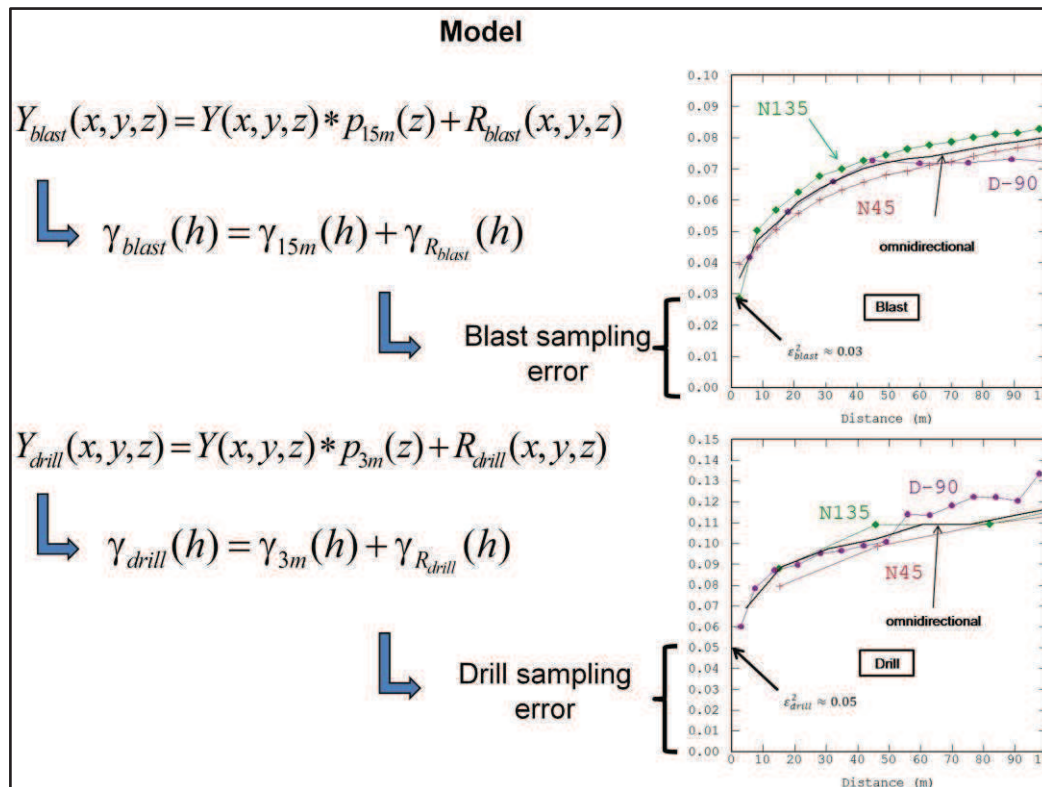 Model
Y_blast(x,y,z) = Y(x,y,z) * p_15m(z) + R_blast(x,y,z)
γ_blast(h) = γ_15m(h) + γ_R_blast(h)
Blast sampling
error
0.10
0.09
0.08
0.07
0.06
0.05
0.04
0.03
0.02
0.01
0.00
N135
D-90
N45
omnidirectional
Blast
ε²_blast ≈ 0.03
0 10 20 30 40 50 60 70 80 90 1
Distance (m)
Y_drill(x,y,z) = Y(x,y,z) * p_3m(z) + R_drill(x,y,z)
γ_drill(h) = γ_3m(h) + γ_R_drill(h)
Drill sampling
error
0.15
0.14
0.13
0.12
0.11
0.10
0.09
0.08
0.07
0.06
0.05
0.04
0.03
0.02
0.01
0.00
D-90
N135
N45
omnidirectional
Drill
ε²_drill ≈ 0.05
0 10 20 30 40 50 60 70 80 90 1
Distance (m)